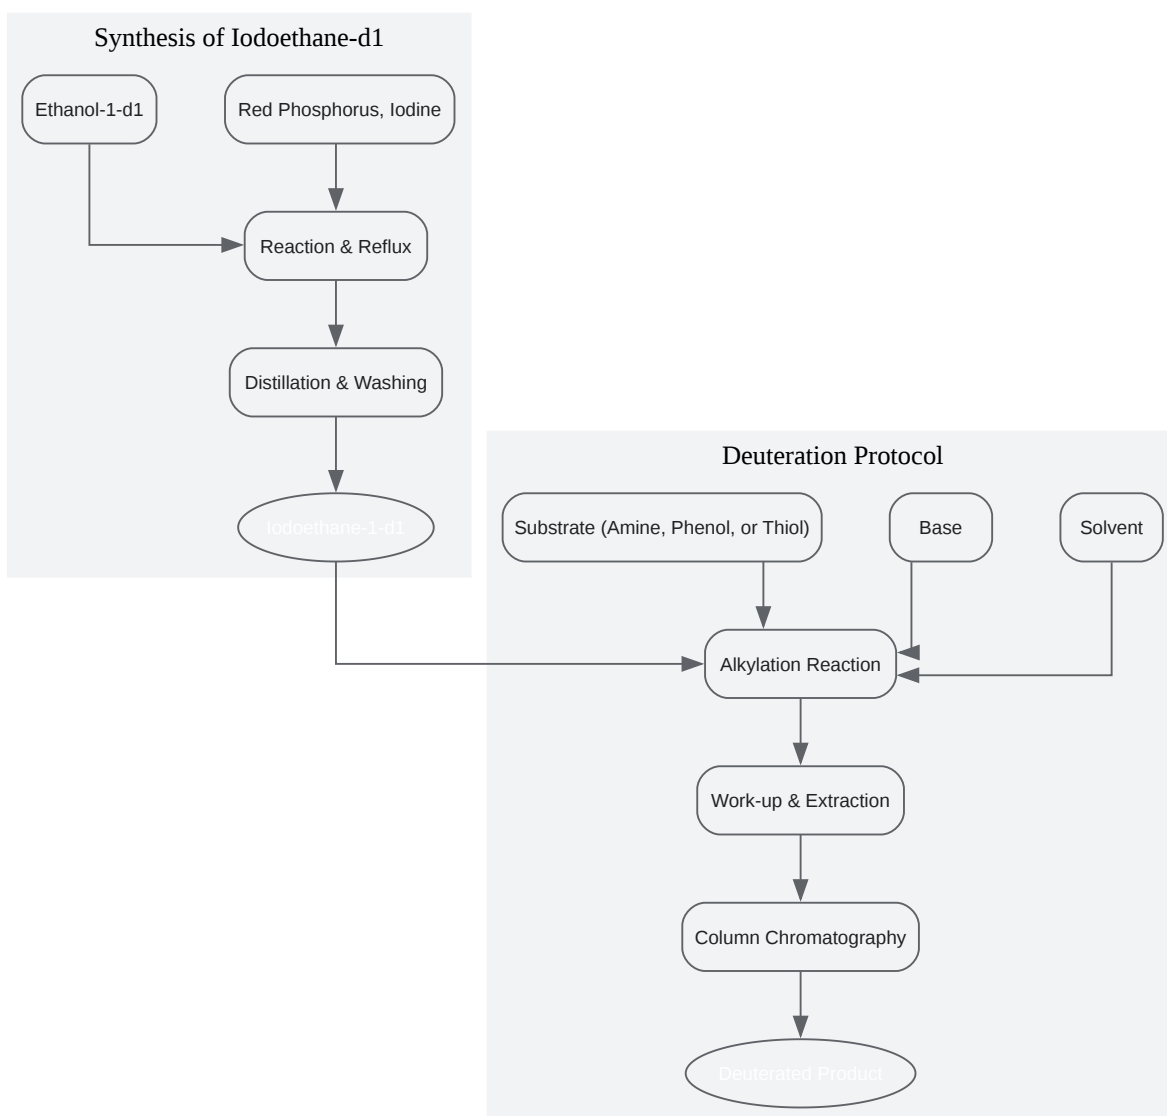 Synthesis of Iodoethane-d1
Ethanol-1-d1
Red Phosphorus, Iodine
Reaction & Reflux
Distillation & Washing
Iodoethane-1-d1
Deuteration Protocol
Substrate (Amine, Phenol, or Thiol)
Base
Solvent
Alkylation Reaction
Work-up & Extraction
Column Chromatography
Deuterated Product